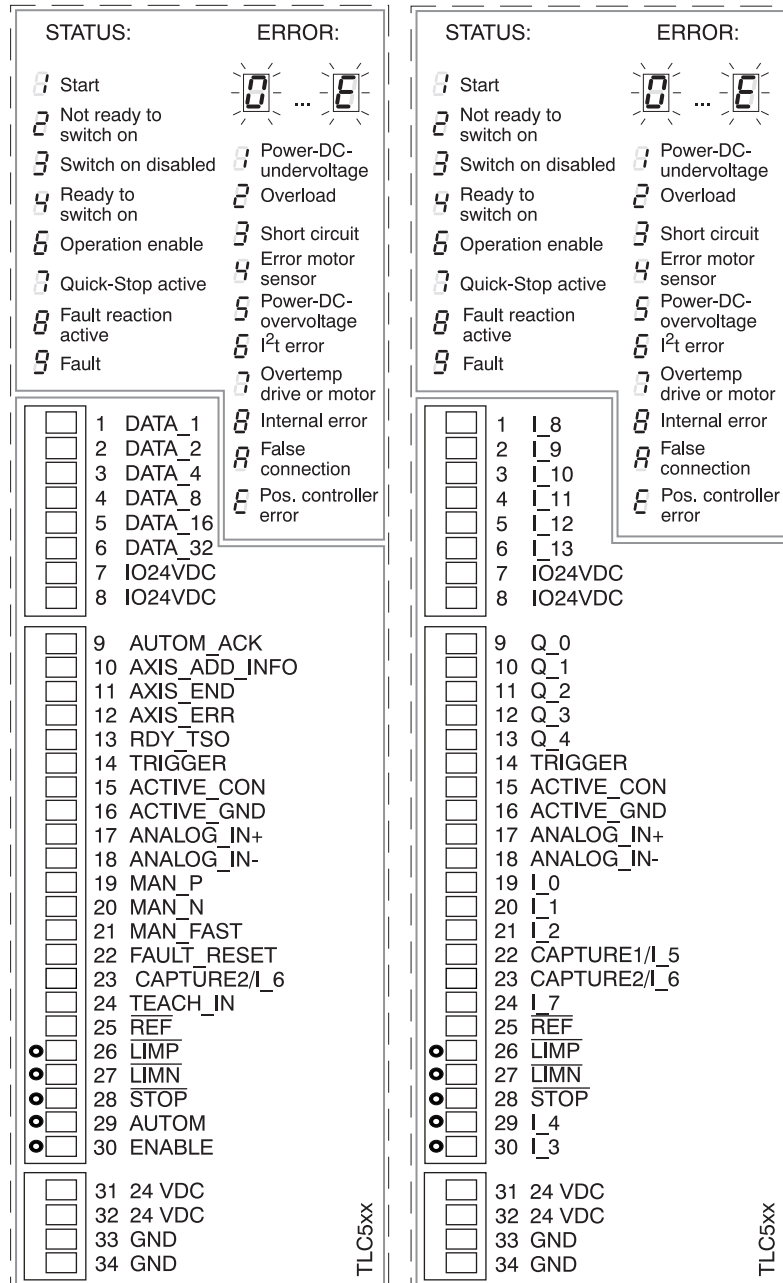 STATUS:
1 Start
2 Not ready to
switch on
3 Switch on disabled
4 Ready to
switch on
6 Operation enable
7 Quick-Stop active
8 Fault reaction
active
9 Fault
ERROR:
0 ... E
1 Power-DC-
undervoltage
2 Overload
3 Short circuit
4 Error motor
sensor
5 Power-DC-
overvoltage
6 I²t error
7 Overtemp
drive or motor
8 Internal error
A False
connection
E Pos. controller
error
1 DATA_1
2 DATA_2
3 DATA_4
4 DATA_8
5 DATA_16
6 DATA_32
7 IO24VDC
8 IO24VDC
9 AUTOM_ACK
10 AXIS_ADD_INFO
11 AXIS_END
12 AXIS_ERR
13 RDY_TSO
14 TRIGGER
15 ACTIVE_CON
16 ACTIVE_GND
17 ANALOG_IN+
18 ANALOG_IN-
19 MAN_P
20 MAN_N
21 MAN_FAST
22 FAULT_RESET
23 CAPTURE2/I_6
24 TEACH_IN
25 R̅E̅F̅
26 L̅I̅M̅P̅
27 L̅I̅M̅N̅
28 S̅T̅O̅P̅
29 AUTOM
30 ENABLE
31 24 VDC
32 24 VDC
33 GND
34 GND
TLC5xx
STATUS:
1 Start
2 Not ready to
switch on
3 Switch on disabled
4 Ready to
switch on
6 Operation enable
7 Quick-Stop active
8 Fault reaction
active
9 Fault
ERROR:
0 ... E
1 Power-DC-
undervoltage
2 Overload
3 Short circuit
4 Error motor
sensor
5 Power-DC-
overvoltage
6 I²t error
7 Overtemp
drive or motor
8 Internal error
A False
connection
E Pos. controller
error
1 I_8
2 I_9
3 I_10
4 I_11
5 I_12
6 I_13
7 IO24VDC
8 IO24VDC
9 Q_0
10 Q_1
11 Q_2
12 Q_3
13 Q_4
14 TRIGGER
15 ACTIVE_CON
16 ACTIVE_GND
17 ANALOG_IN+
18 ANALOG_IN-
19 I_0
20 I_1
21 I_2
22 CAPTURE1/I_5
23 CAPTURE2/I_6
24 I_7
25 R̅E̅F̅
26 L̅I̅M̅P̅
27 L̅I̅M̅N̅
28 S̅T̅O̅P̅
29 I_4
30 I_3
31 24 VDC
32 24 VDC
33 GND
34 GND
TLC5xx